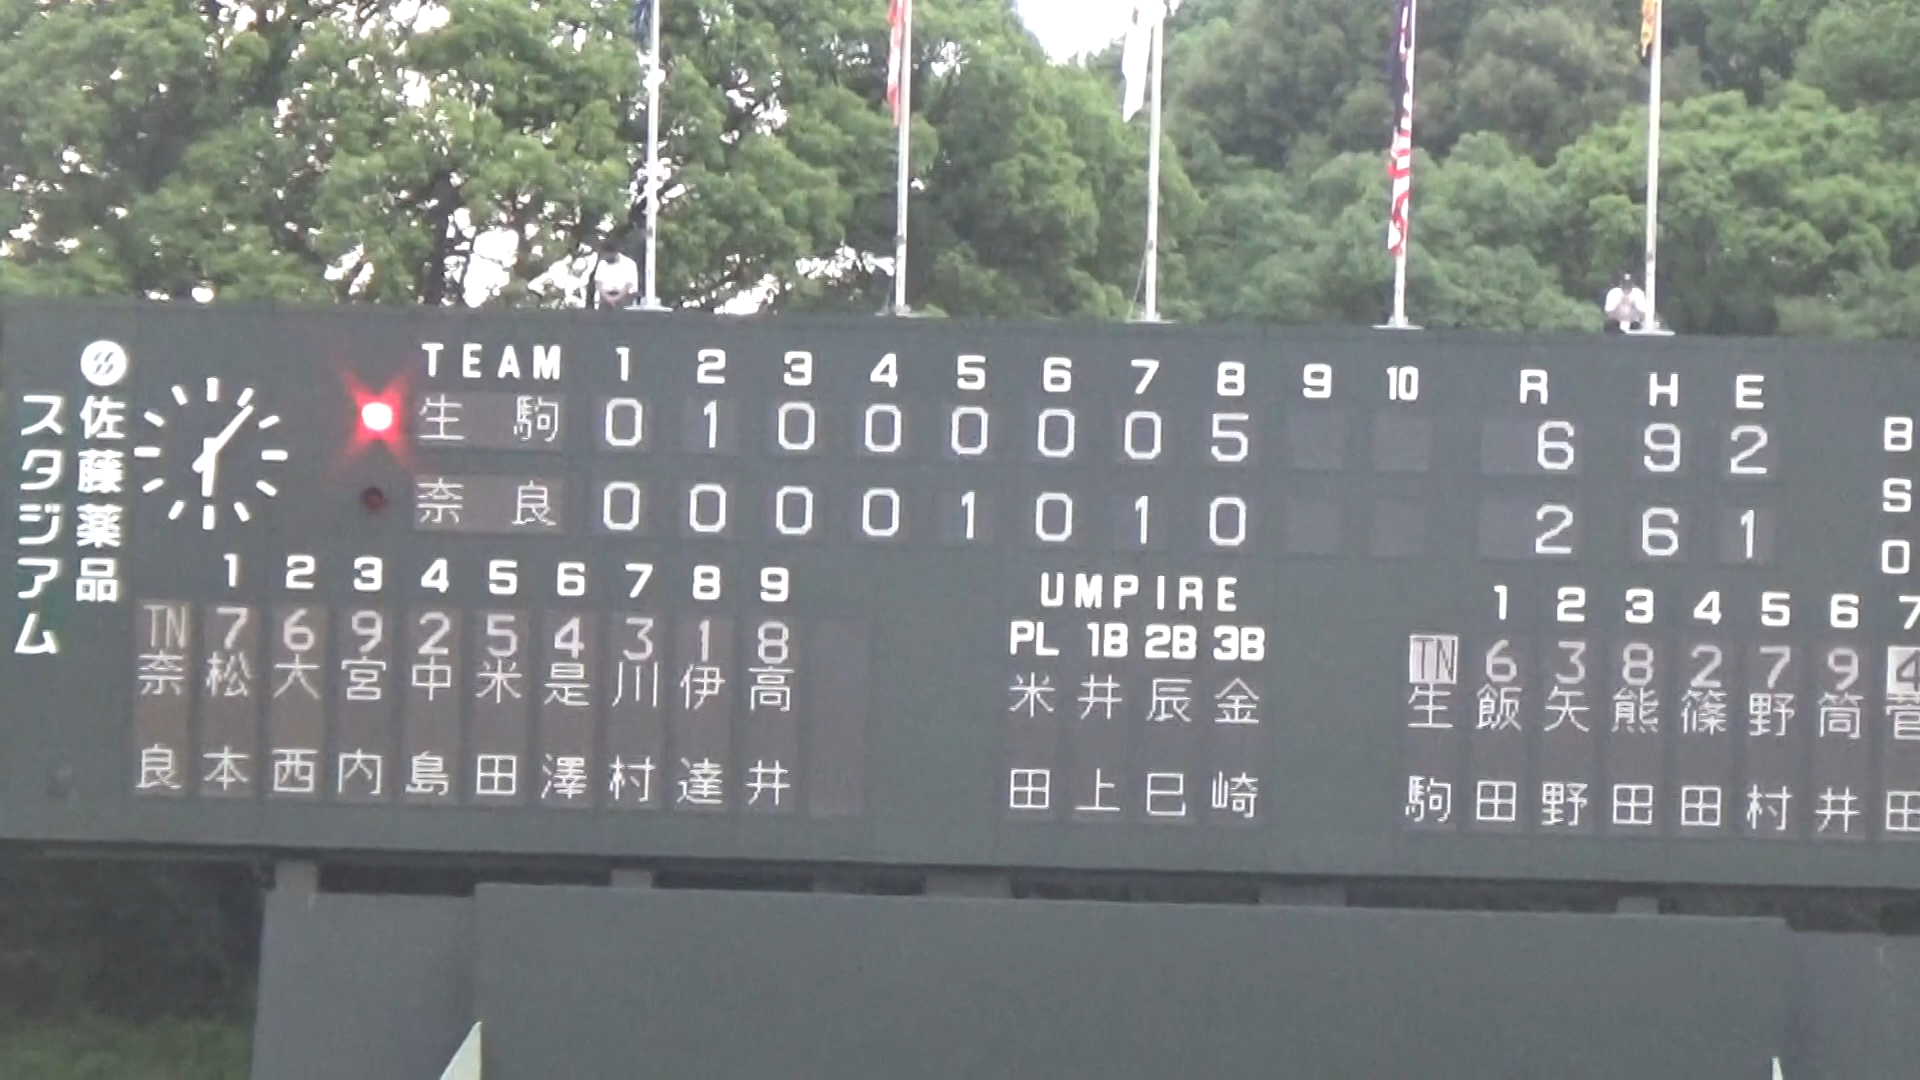 佐藤薬品
スタジアム
TEAM 1 2 3 4 5 6 7 8 9 10 R H E
生駒 0 1 0 0 0 0 0 5 6 9 2
奈良 0 0 0 0 1 0 1 0 2 6 1
B
S
O
1 2 3 4 5 6 7 8 9
TN 7 6 9 2 5 4 3 1 8
奈良 松本 大西 宮内 中島 米田 是澤 川村 伊達 高井
UMPIRE
PL 1B 2B 3B
米田 井上 辰巳 金崎
1 2 3 4 5 6 7
TN 6 3 8 2 7 9 4
生駒 飯田 矢野 熊田 篠田 野村 筒井